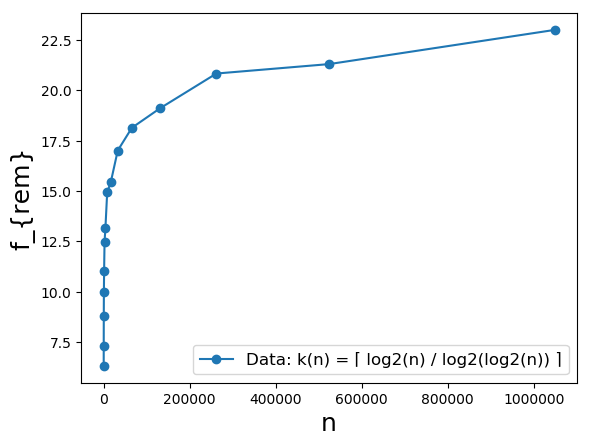 22.5
20.0
17.5
15.0
12.5
10.0
7.5
f_{rem}
Data: k(n) = ⌈ log2(n) / log2(log2(n)) ⌉
0 200000 400000 600000 800000 1000000
n